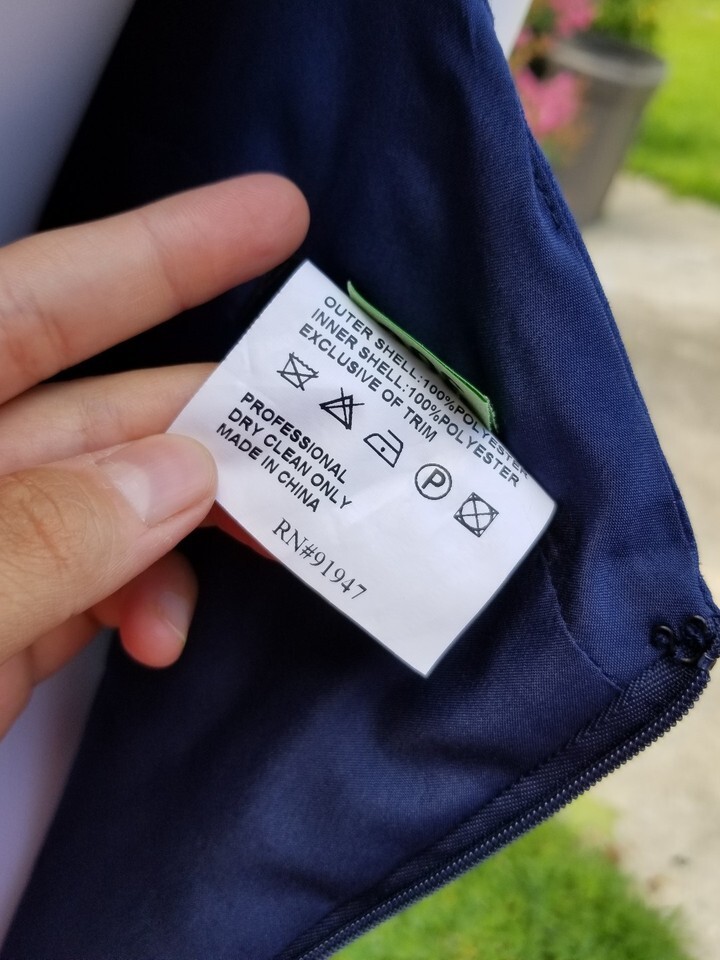 OUTER SHELL:100%POLYESTER
INNER SHELL:100%POLYESTER
EXCLUSIVE OF TRIM
P
PROFESSIONAL
DRY CLEAN ONLY
MADE IN CHINA
RN#91947